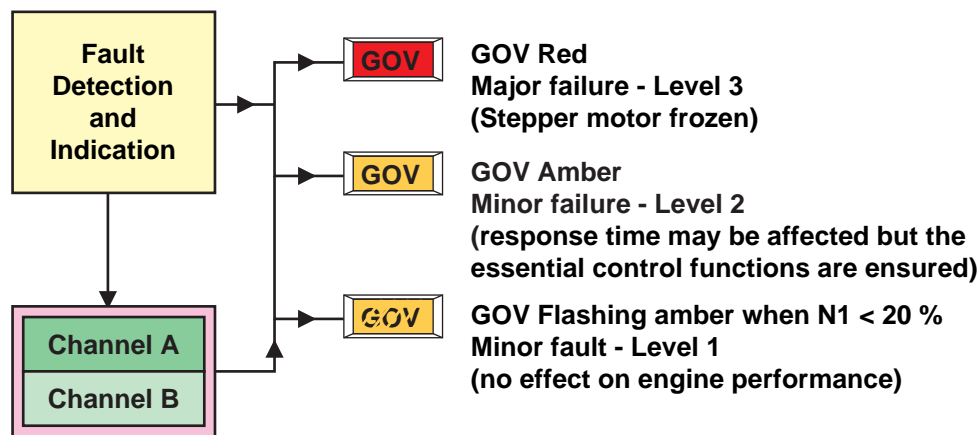 Fault
Detection
and
Indication
Channel A
Channel B
GOV
GOV Red
Major failure - Level 3
(Stepper motor frozen)
GOV
GOV Amber
Minor failure - Level 2
(response time may be affected but the
essential control functions are ensured)
GOV
GOV Flashing amber when N1 < 20 %
Minor fault - Level 1
(no effect on engine performance)